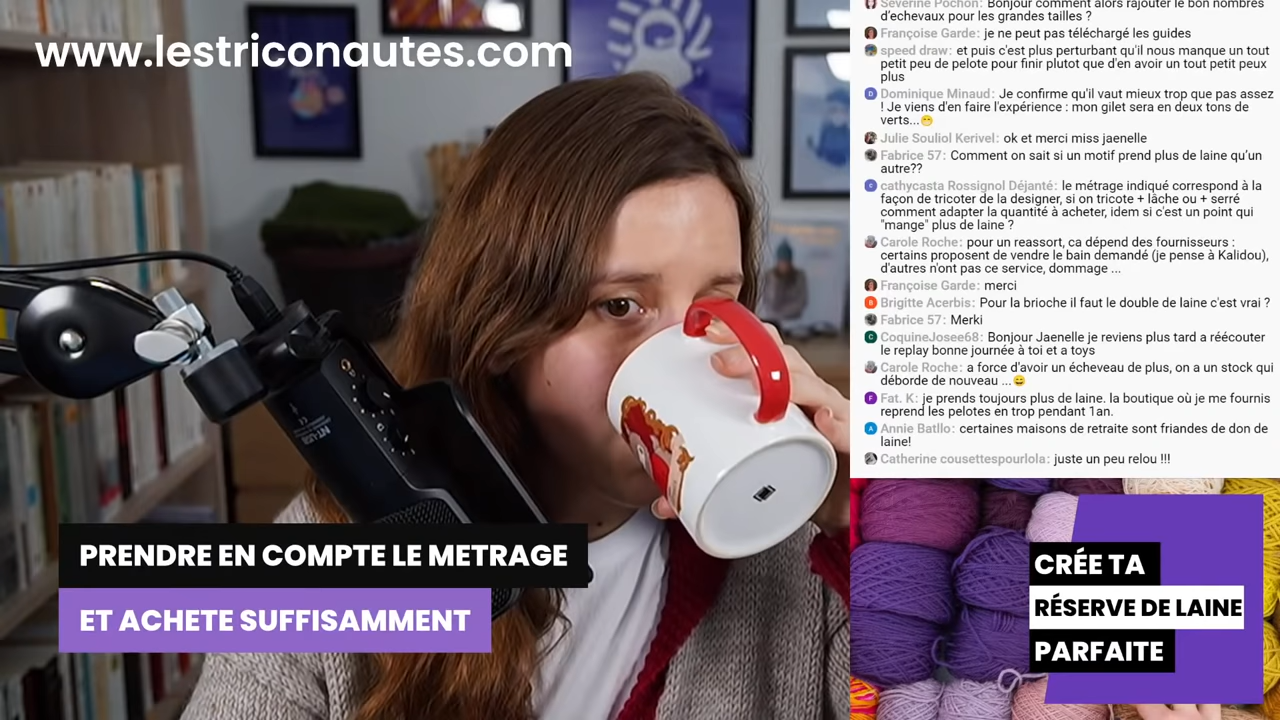 www.lestriconautes.com
PRENDRE EN COMPTE LE METRAGE
ET ACHETE SUFFISAMMENT
Séverine Pochon: Bonjour comment alors rajouter le bon nombres
d'echevaux pour les grandes tailles ?
Françoise Garde: je ne peut pas téléchargé les guides
speed draw: et puis c'est plus perturbant qu'il nous manque un tout
petit peu de pelote pour finir plutot que d'en avoir un tout petit peux
plus
Dominique Minaud: Je confirme qu'il vaut mieux trop que pas assez
! Je viens d'en faire l'expérience : mon gilet sera en deux tons de
verts...😁
Julie Souliol Kerivel: ok et merci miss jaenelle
Fabrice 57: Comment on sait si un motif prend plus de laine qu'un
autre??
cathycasta Rossignol Déjanté: le métrage indiqué correspond à la
façon de tricoter de la designer, si on tricote + lâche ou + serré
comment adapter la quantité à acheter, idem si c'est un point qui
"mange" plus de laine ?
Carole Roche: pour un reassort, ca dépend des fournisseurs :
certains proposent de vendre le bain demandé (je pense à Kalidou),
d'autres n'ont pas ce service, dommage ...
Françoise Garde: merci
Brigitte Acerbis: Pour la brioche il faut le double de laine c'est vrai ?
Fabrice 57: Merki
CoquineJosee68: Bonjour Jaenelle je reviens plus tard a réécouter
le replay bonne journée à toi et a toys
Carole Roche: a force d'avoir un écheveau de plus, on a un stock qui
déborde de nouveau ...😄
Fat. K: je prends toujours plus de laine. la boutique où je me fournis
reprend les pelotes en trop pendant 1an.
Annie Batllo: certaines maisons de retraite sont friandes de don de
laine!
Catherine cousettespourlola: juste un peu relou !!!
CRÉE TA
RÉSERVE DE LAINE
PARFAITE